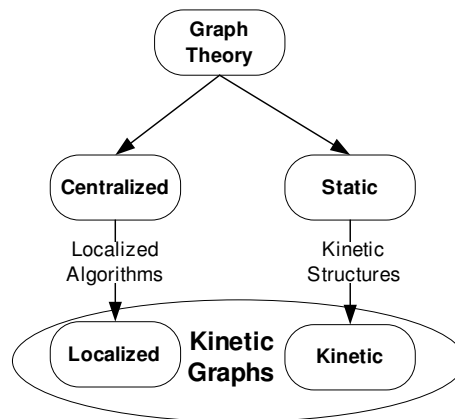 Graph
Theory
Centralized
Static
Localized
Algorithms
Kinetic
Structures
Localized
Kinetic
Graphs
Kinetic